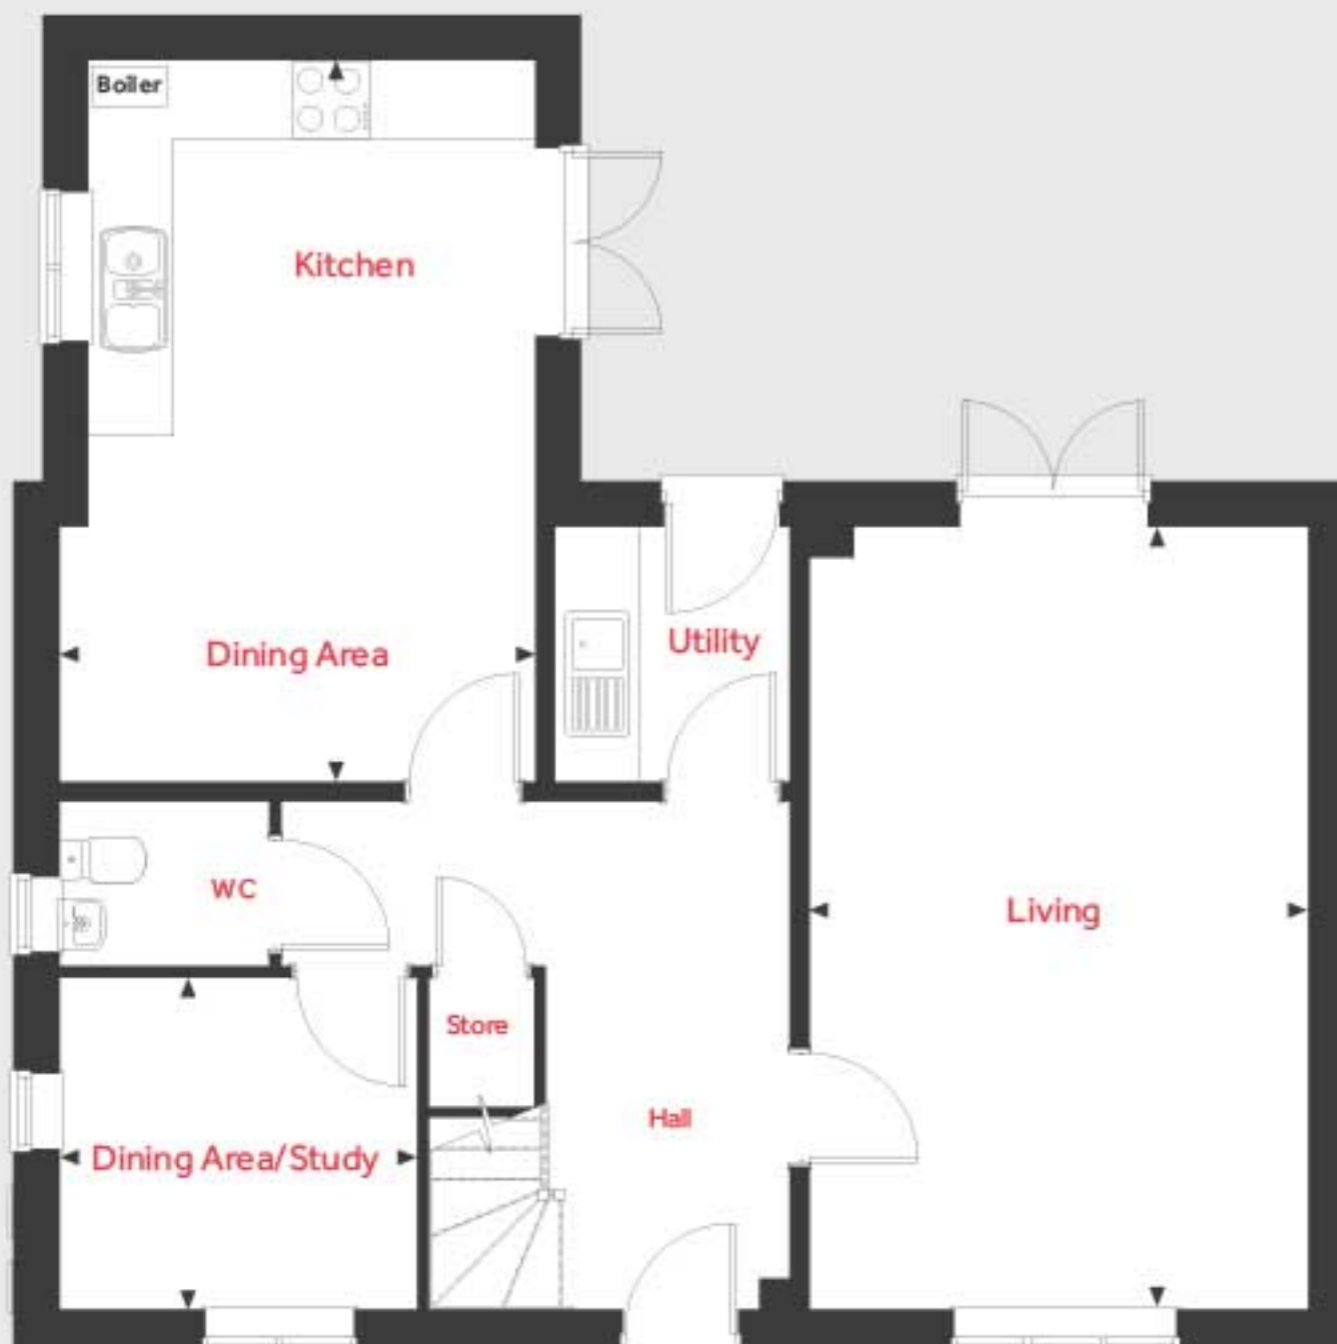 Boiler
Kitchen
Dining Area
Utility
WC
Living
Store
Hall
Dining Area/Study